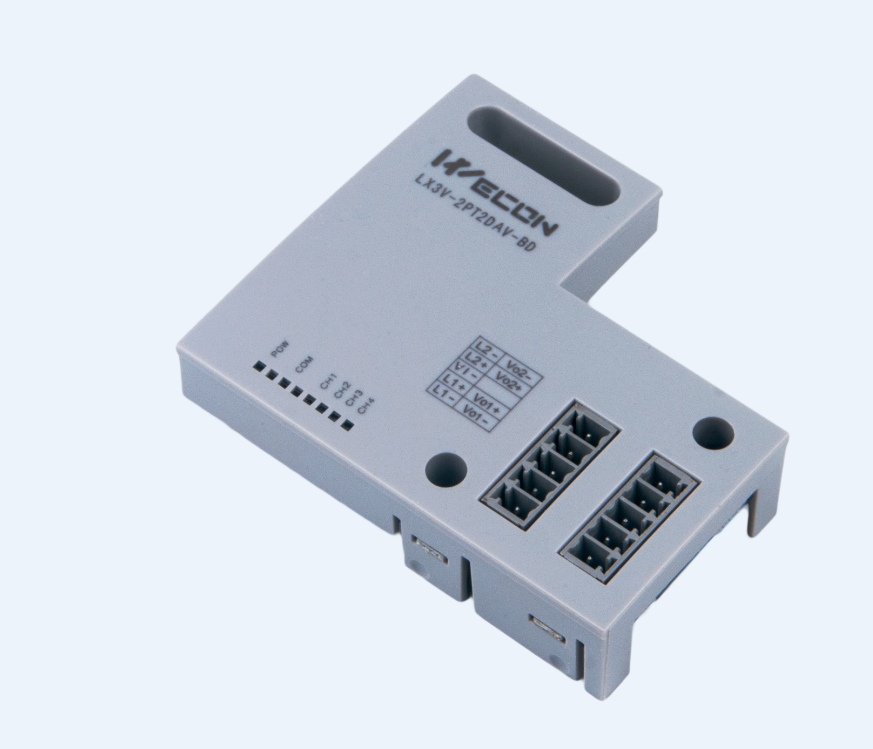 WECON
LX3V-2PT2DAV-BD
POW
COM
CH1
CH2
CH3
CH4
L2- Vo2-
L2+ Vo2+
VI-
L1+ Vo1+
L1- Vo1-